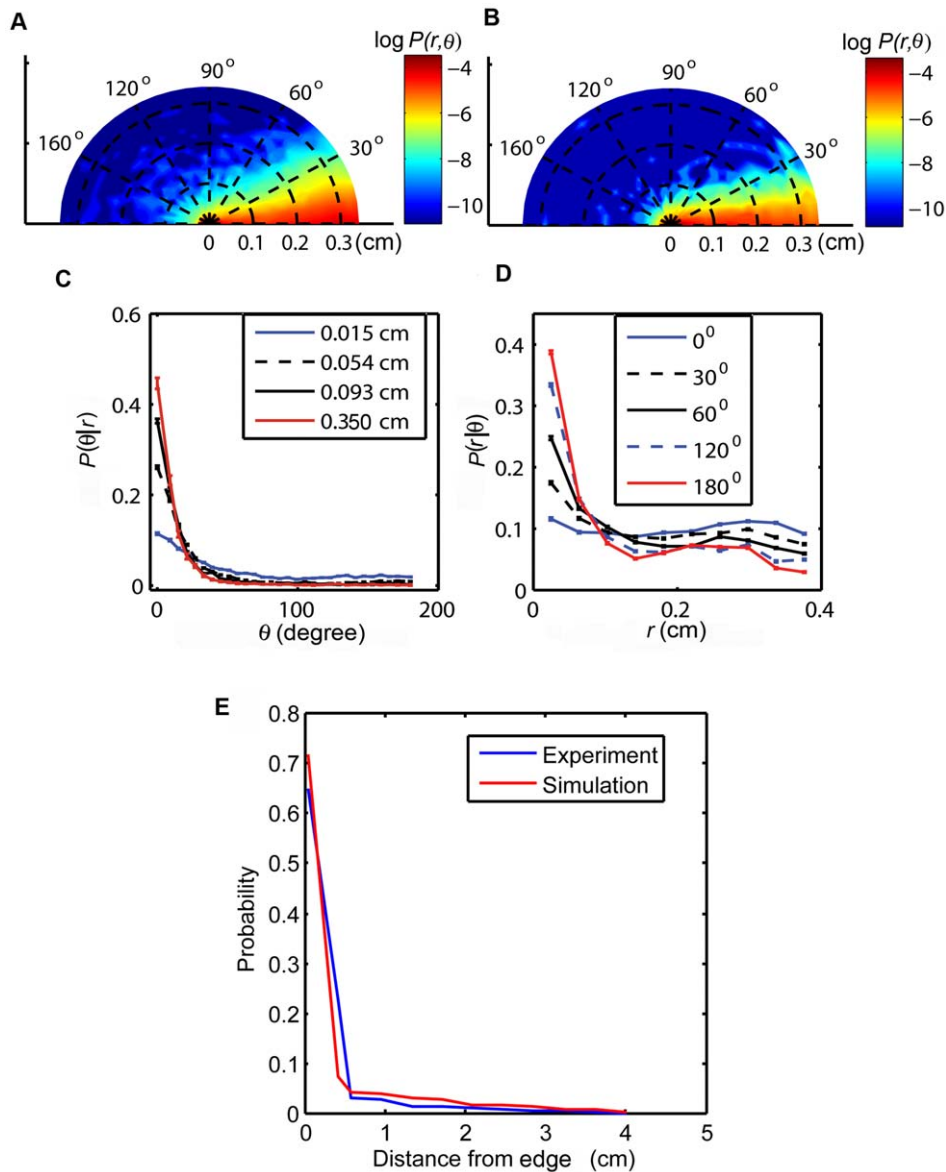 A
log P(r,θ)
160°
120°
90°
60°
30°
0 0.1 0.2 0.3 (cm)
−4
−6
−8
−10
B
log P(r,θ)
160°
120°
90°
60°
30°
0 0.1 0.2 0.3 (cm)
−4
−6
−8
−10
C
P(θ|r)
0.6
0.4
0.2
0
0.015 cm
0.054 cm
0.093 cm
0.350 cm
0 100 200
θ (degree)
D
P(r|θ)
0.4
0.3
0.2
0.1
0
0⁰
30⁰
60⁰
120⁰
180⁰
0 0.2 0.4
r (cm)
E
Probability
0.8
0.7
0.6
0.5
0.4
0.3
0.2
0.1
0
Experiment
Simulation
0 1 2 3 4 5
Distance from edge (cm)